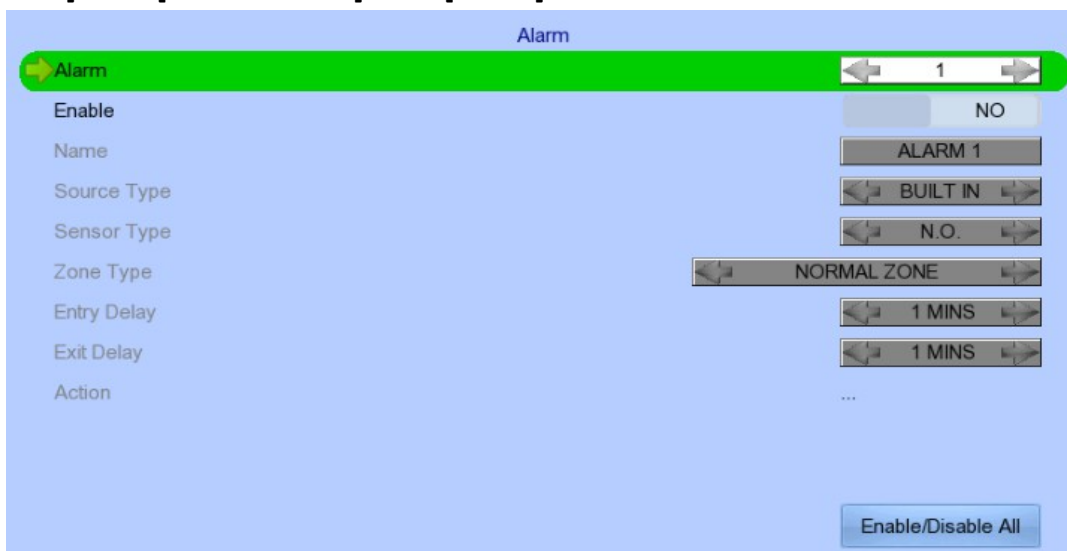 Alarm
Alarm 1
Enable NO
Name ALARM 1
Source Type BUILT IN
Sensor Type N.O.
Zone Type NORMAL ZONE
Entry Delay 1 MINS
Exit Delay 1 MINS
Action ...
Enable/Disable All